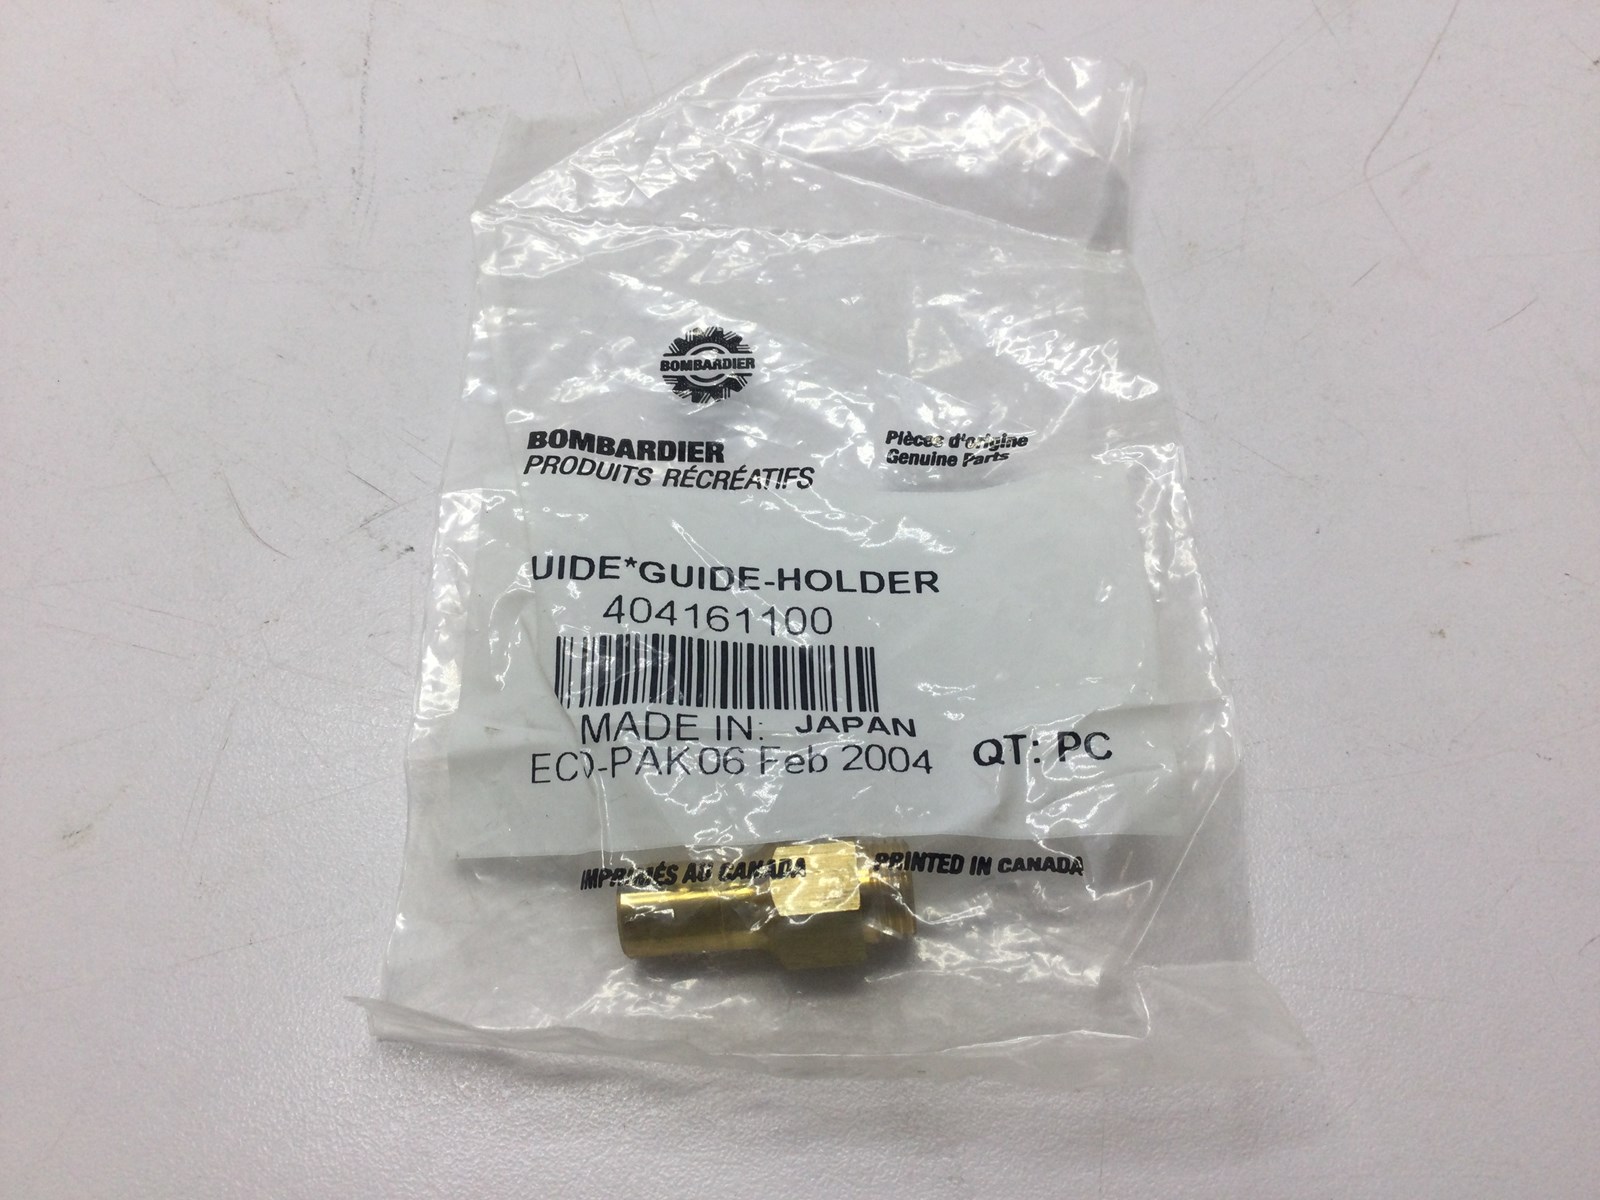 BOMBARDIER
BOMBARDIER
PRODUITS RÉCRÉATIFS
Pièces d'origine
Genuine Parts
UIDE*GUIDE-HOLDER
404161100
MADE IN: JAPAN
ECO-PAK 06 Feb 2004 QT: PC
IMPRIMÉS AU CANADA PRINTED IN CANADA